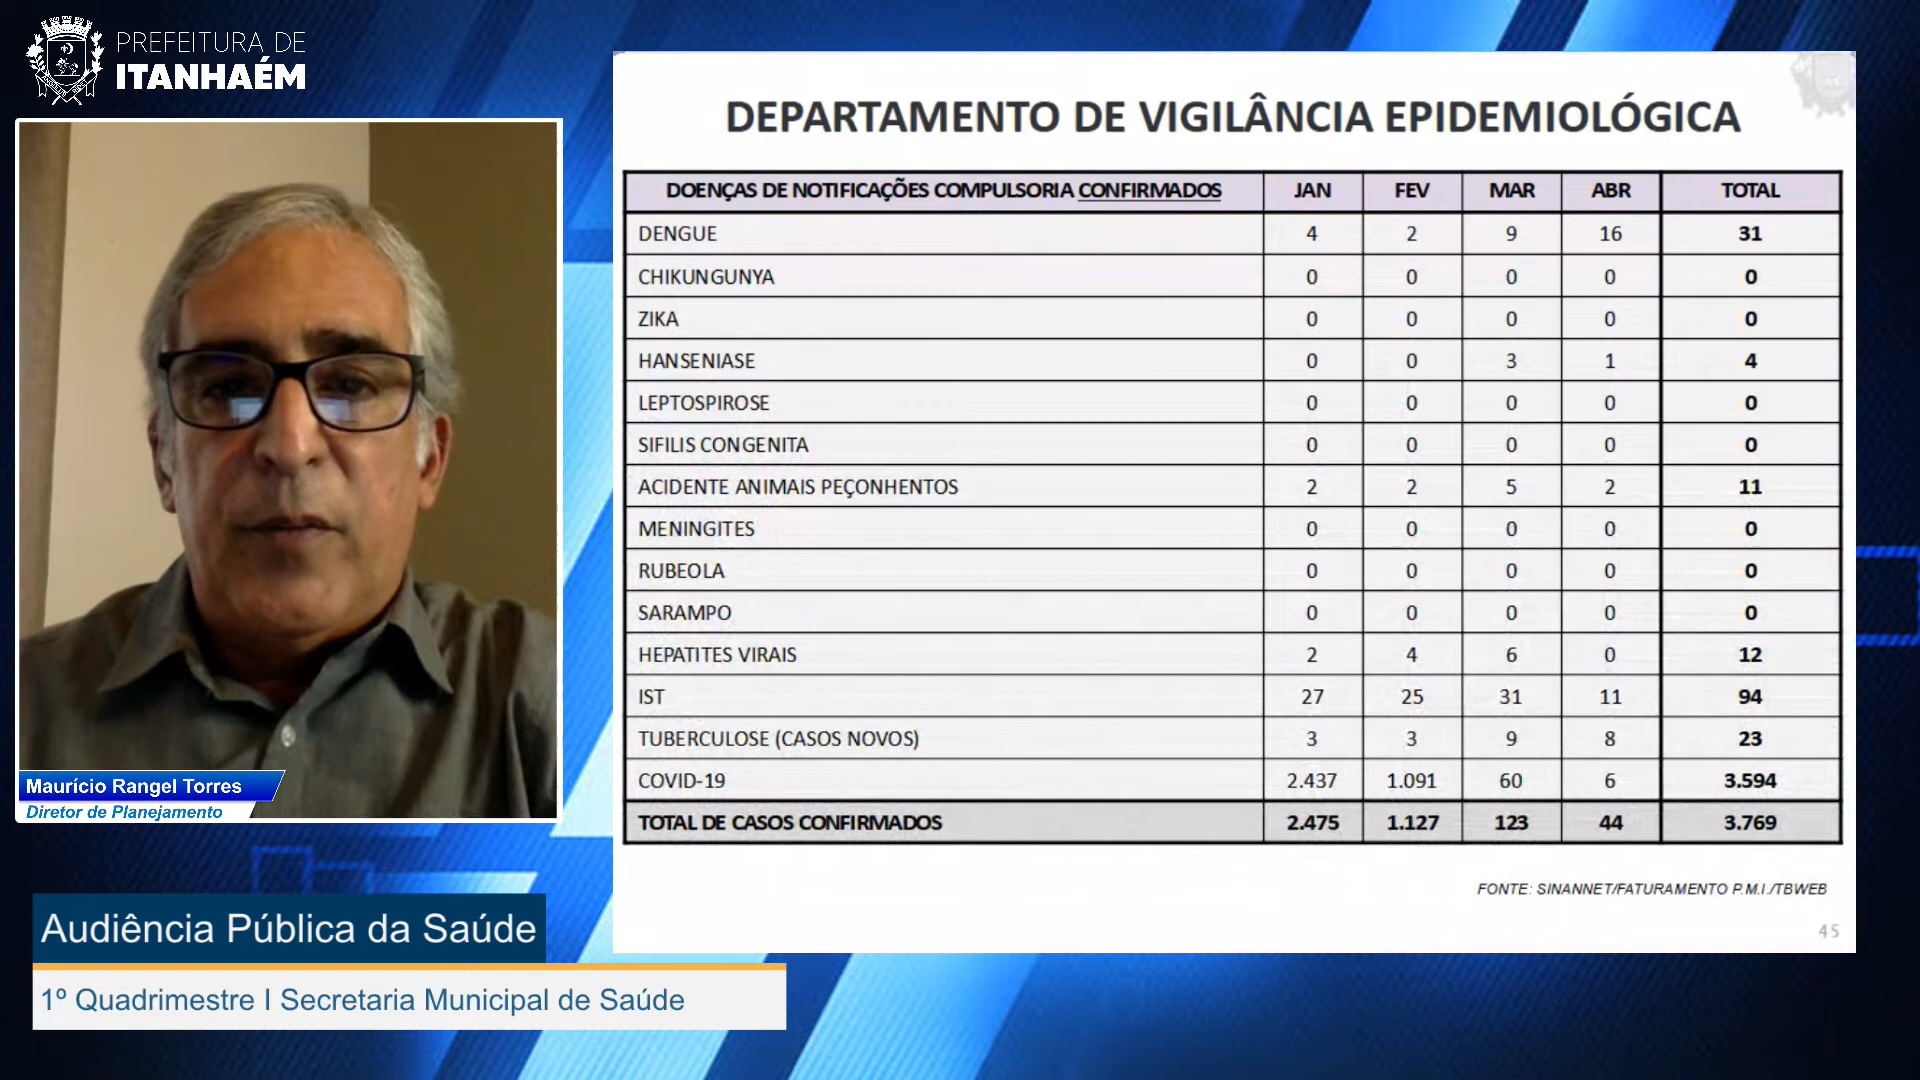 PREFEITURA DE
ITANHAÉM
DEPARTAMENTO DE VIGILÂNCIA EPIDEMIOLÓGICA
DOENÇAS DE NOTIFICAÇÕES COMPULSORIA CONFIRMADOS JAN FEV MAR ABR TOTAL
DENGUE 4 2 9 16 31
CHIKUNGUNYA 0 0 0 0 0
ZIKA 0 0 0 0 0
HANSENIASE 0 0 3 1 4
LEPTOSPIROSE 0 0 0 0 0
SIFILIS CONGENITA 0 0 0 0 0
ACIDENTE ANIMAIS PEÇONHENTOS 2 2 5 2 11
MENINGITES 0 0 0 0 0
RUBEOLA 0 0 0 0 0
SARAMPO 0 0 0 0 0
HEPATITES VIRAIS 2 4 6 0 12
IST 27 25 31 11 94
TUBERCULOSE (CASOS NOVOS) 3 3 9 8 23
COVID-19 2.437 1.091 60 6 3.594
TOTAL DE CASOS CONFIRMADOS 2.475 1.127 123 44 3.769
FONTE: SINANNET/FATURAMENTO P.M.I./TBWEB
45
Maurício Rangel Torres
Diretor de Planejamento
Audiência Pública da Saúde
1º Quadrimestre I Secretaria Municipal de Saúde